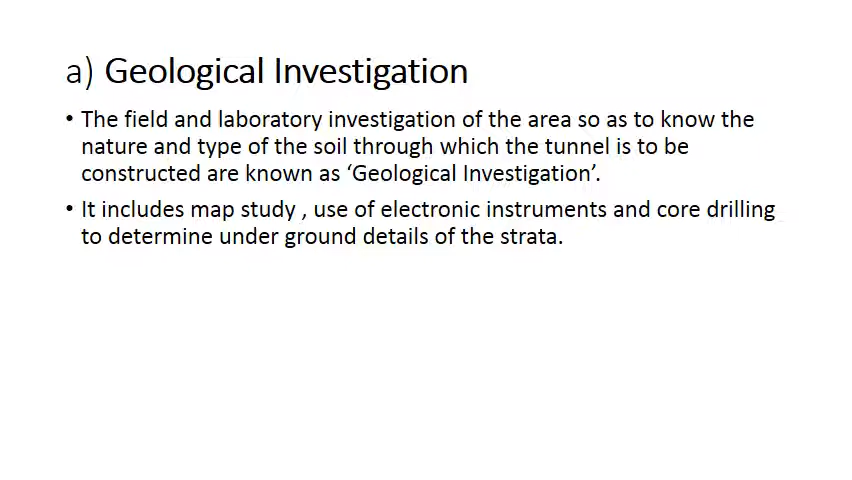 a) Geological Investigation
• The field and laboratory investigation of the area so as to know the
nature and type of the soil through which the tunnel is to be
constructed are known as ‘Geological Investigation’.
• It includes map study , use of electronic instruments and core drilling
to determine under ground details of the strata.